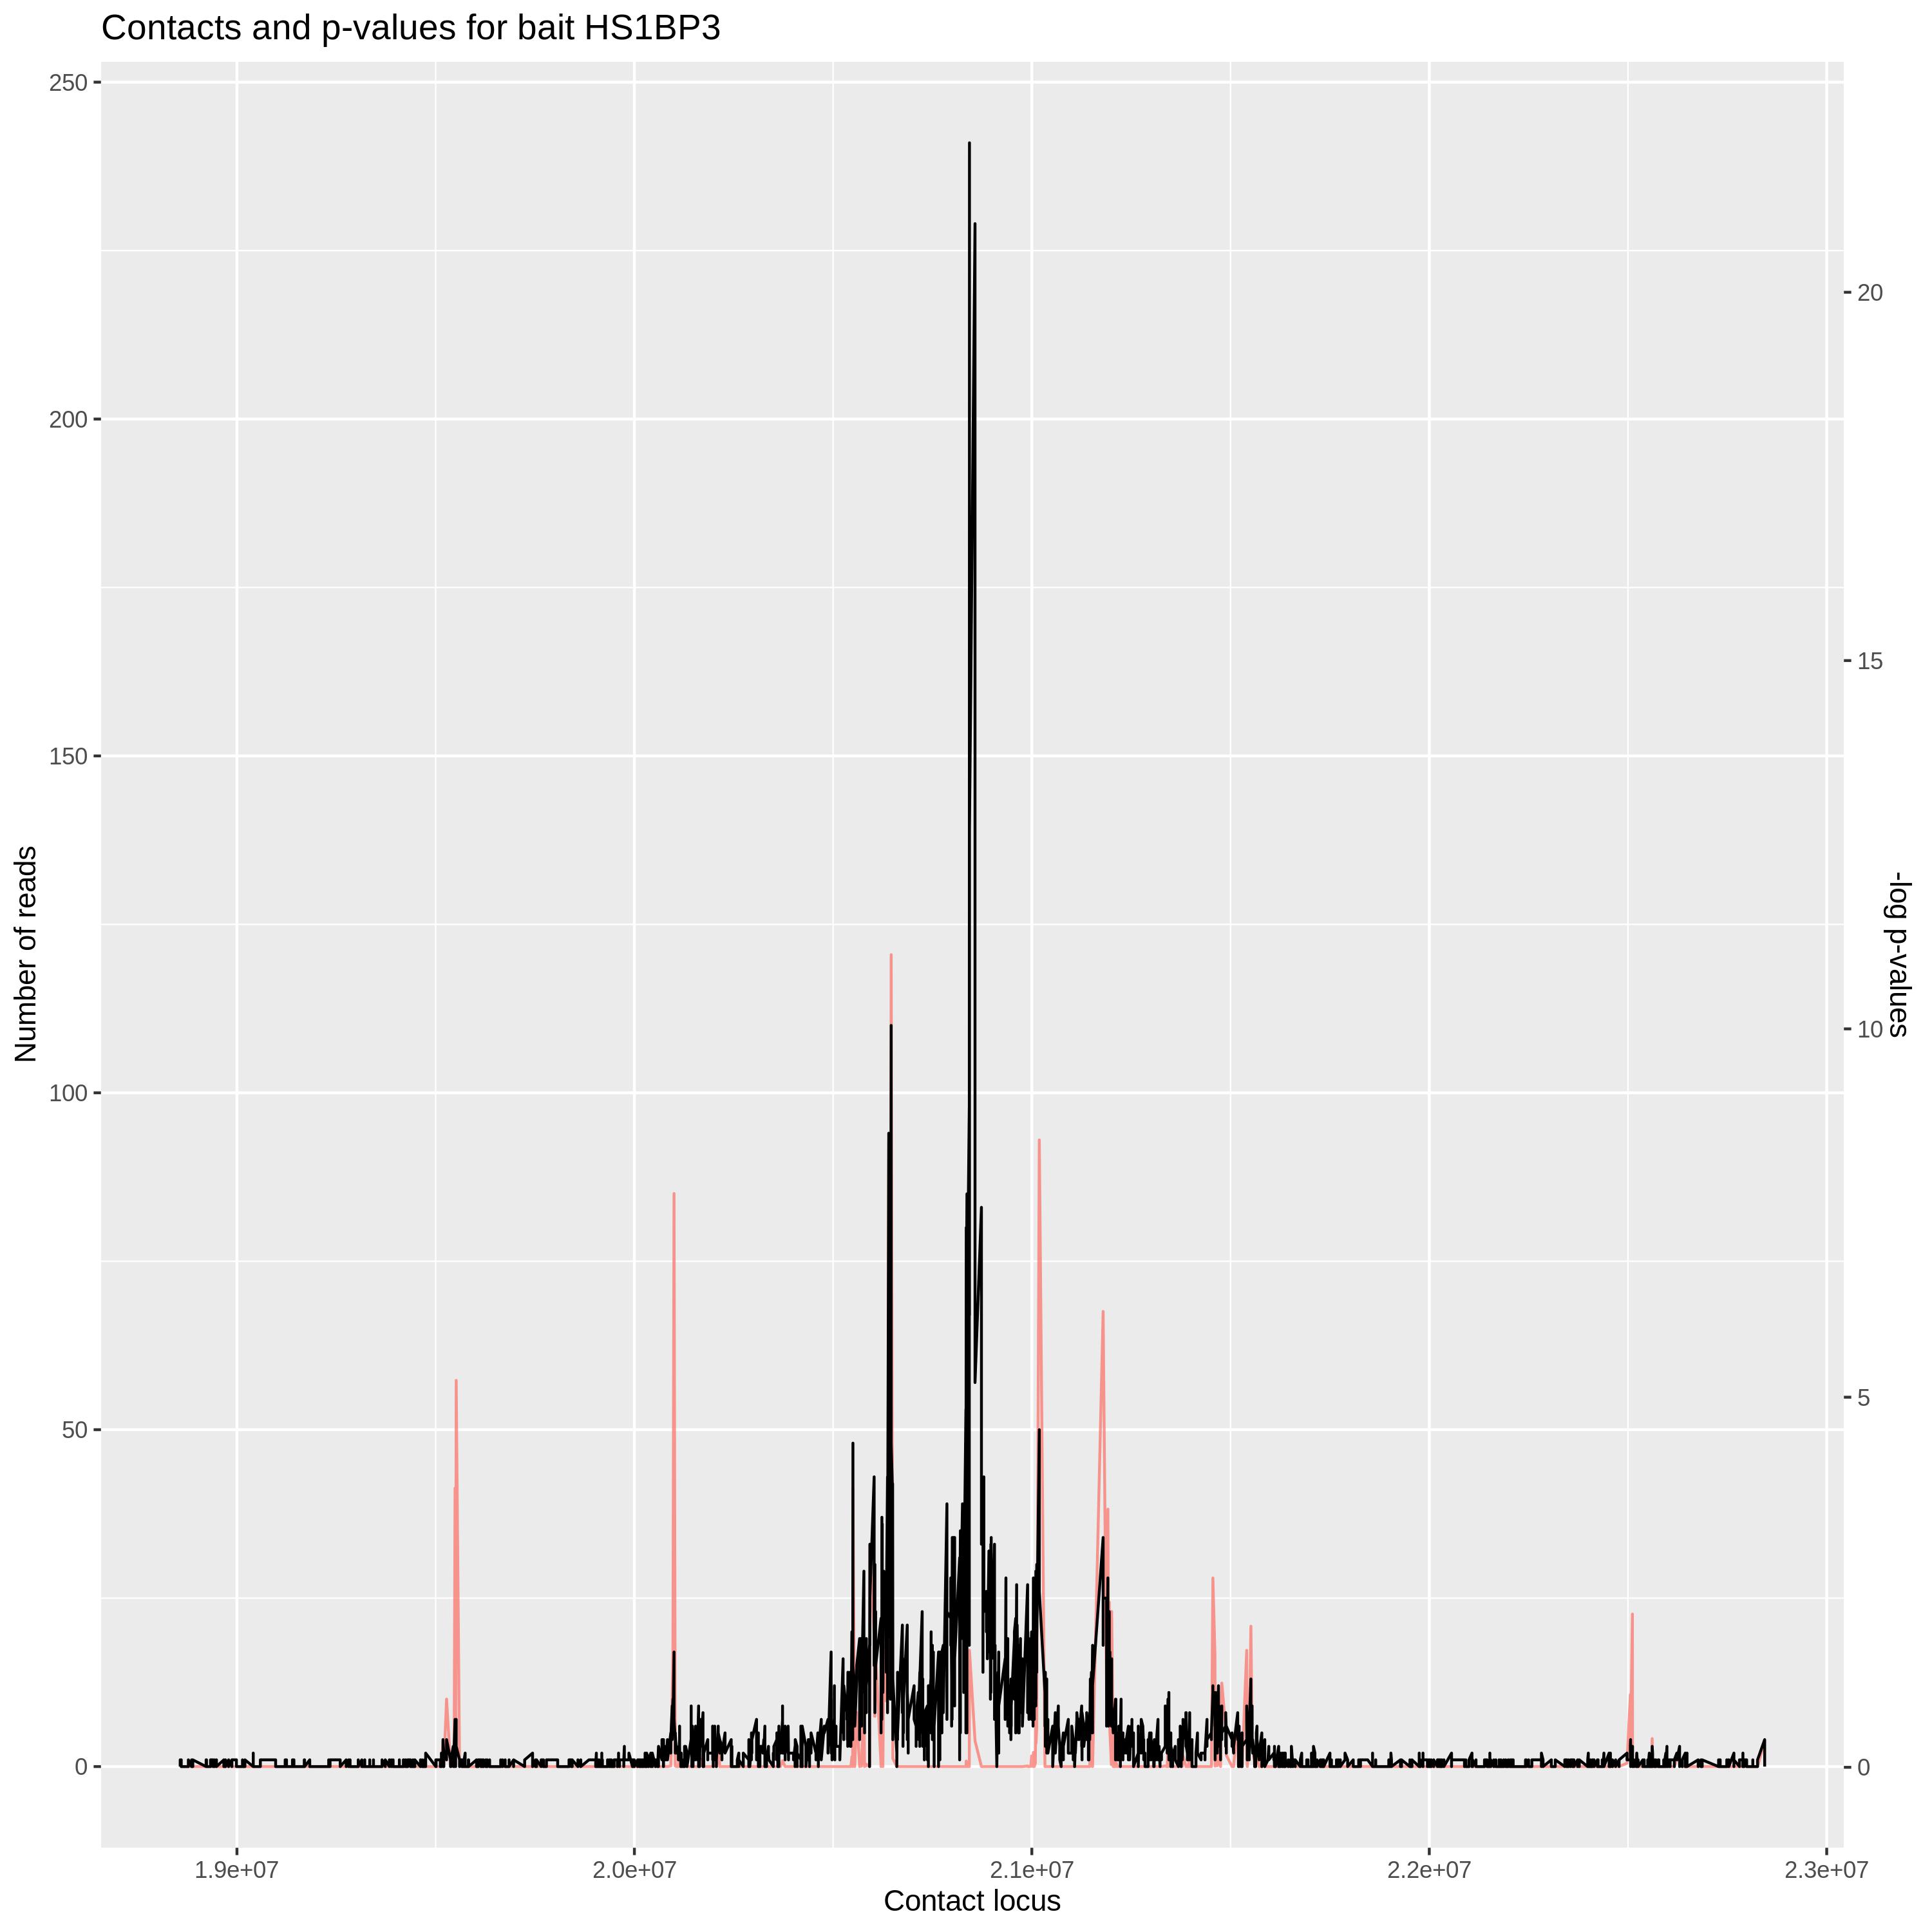 Contacts and p-values for bait HS1BP3
250
200
150
100
50
0
Number of reads
20
15
10
5
0
-log p-values
1.9e+07 2.0e+07 2.1e+07 2.2e+07 2.3e+07
Contact locus